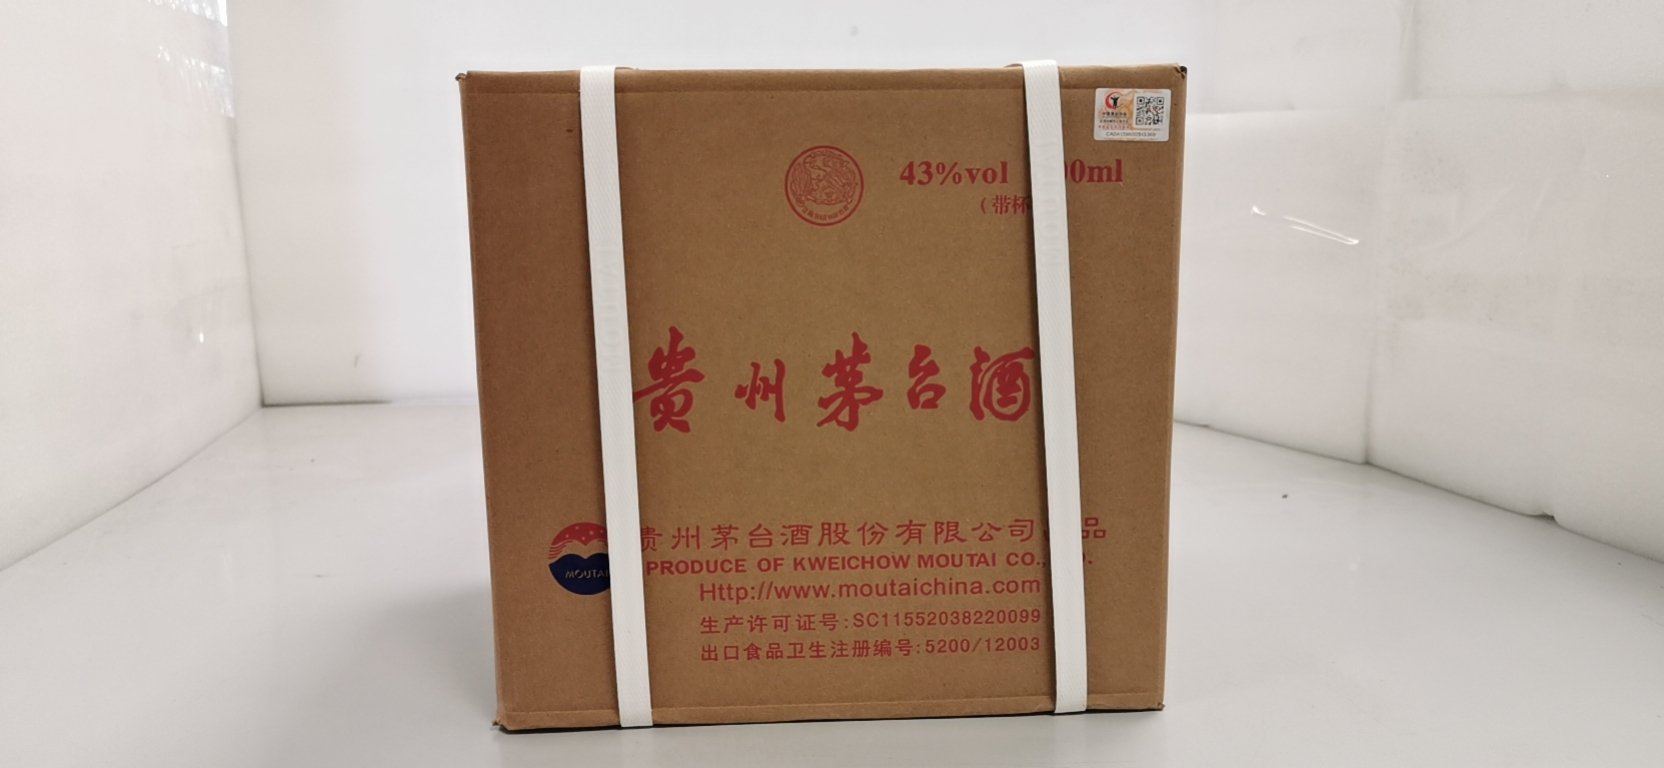 43%vol 00ml
（带杯
贵州茅台酒
MOUTAI
贵州茅台酒股份有限公司 品
PRODUCE OF KWEICHOW MOUTAI CO., D.
Http://www.moutaichina.com
生产许可证号:SC11552038220099
出口食品卫生注册编号:5200/12003